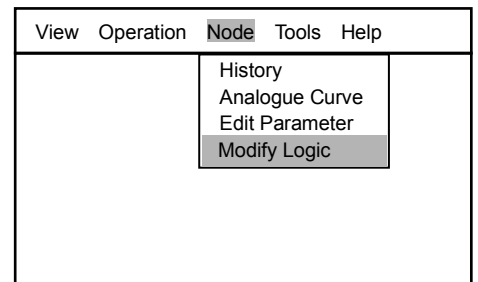 View Operation Node Tools Help
History
Analogue Curve
Edit Parameter
Modify Logic